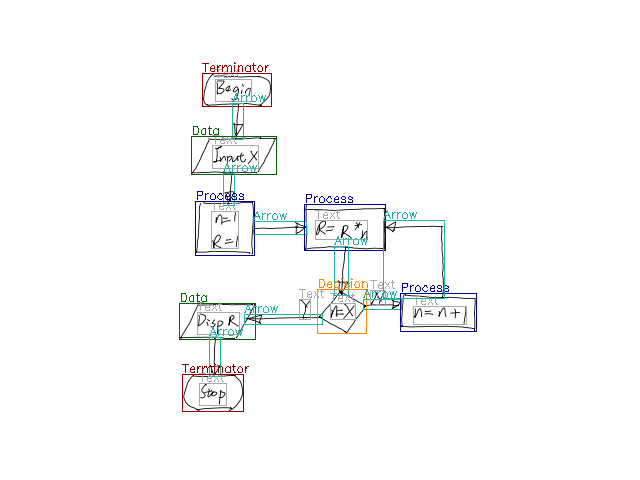 Terminator
Text
Begin
Arrow
Data
Text
Input X
Arrow
Process
Text
n=1
R=1
Arrow
Process
Text
R= R*n
Arrow
Arrow
Decision
Text
n=X
Text
Y
Arrow
Text
N
Arrow
Process
Text
n=n+1
Data
Text
Disp R
Arrow
Terminator
Text
Stop